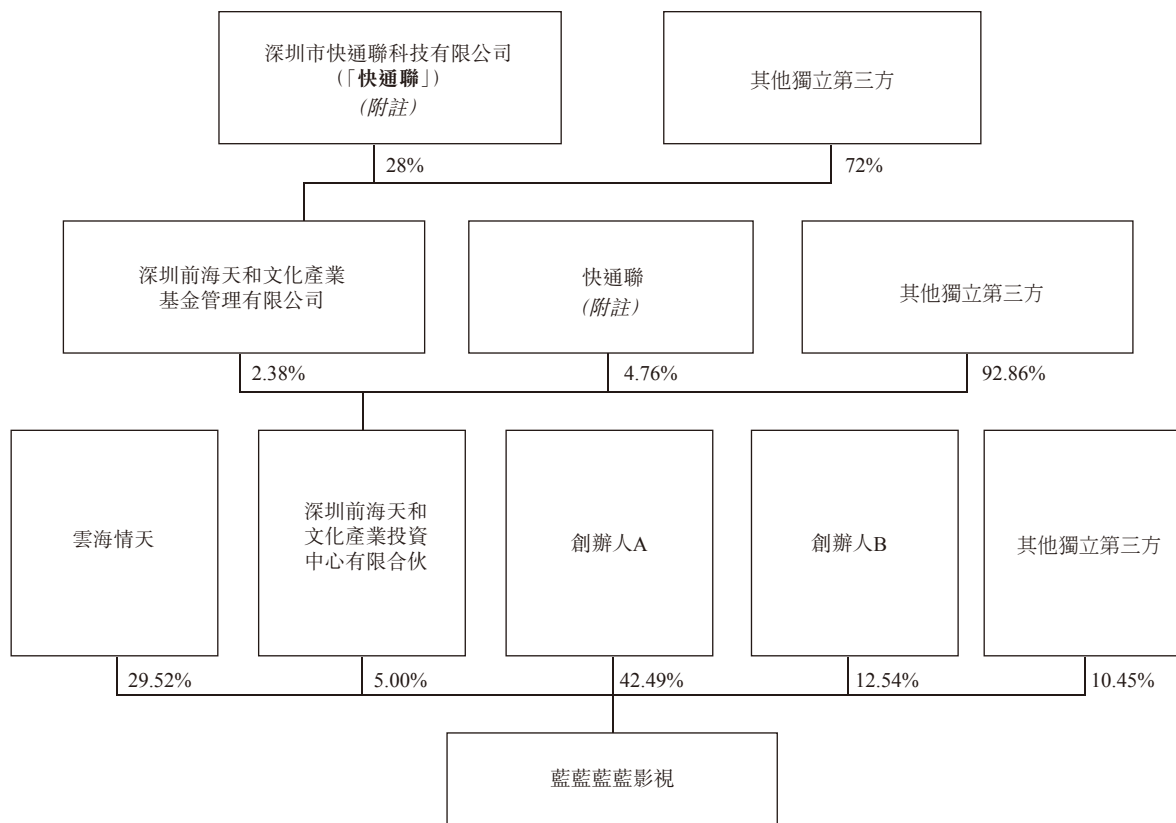 深圳市快通聯科技有限公司
(「快通聯」)
(附註)
其他獨立第三方
28%
72%
深圳前海天和文化產業
基金管理有限公司
快通聯
(附註)
其他獨立第三方
2.38%
4.76%
92.86%
雲海情天
深圳前海天和
文化產業投資
中心有限合伙
創辦人A
創辦人B
其他獨立第三方
29.52%
5.00%
42.49%
12.54%
10.45%
藍藍藍藍影視